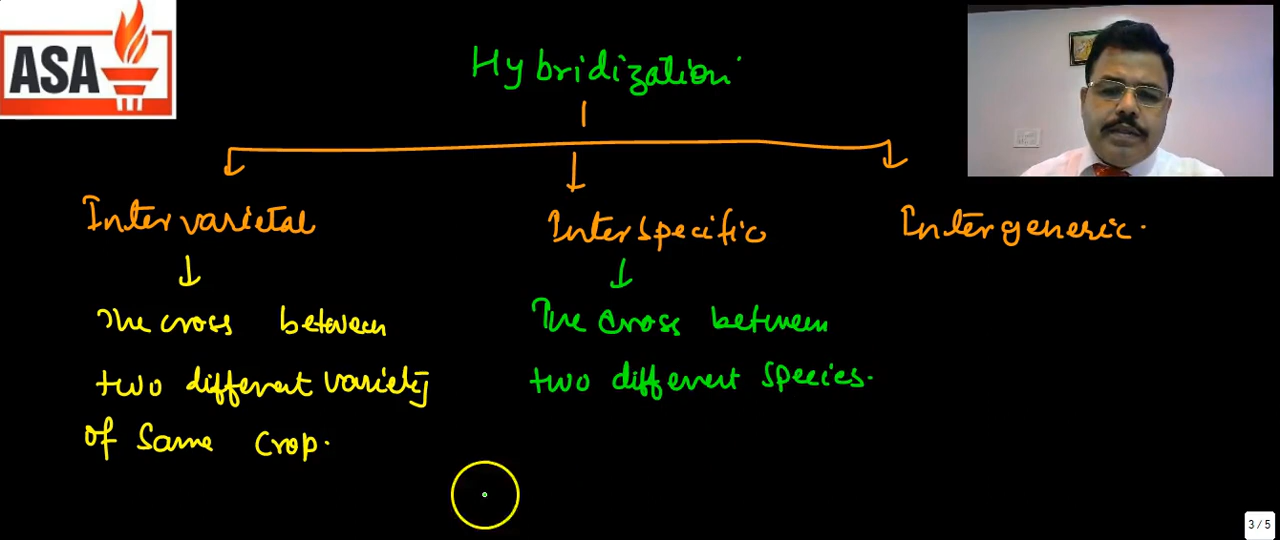 ASA
Hybridization
Intervarietal
Interspecific
Intergeneric.
The cross between
two different variety
of Same Crop.
The cross between
two different Species.
3/5